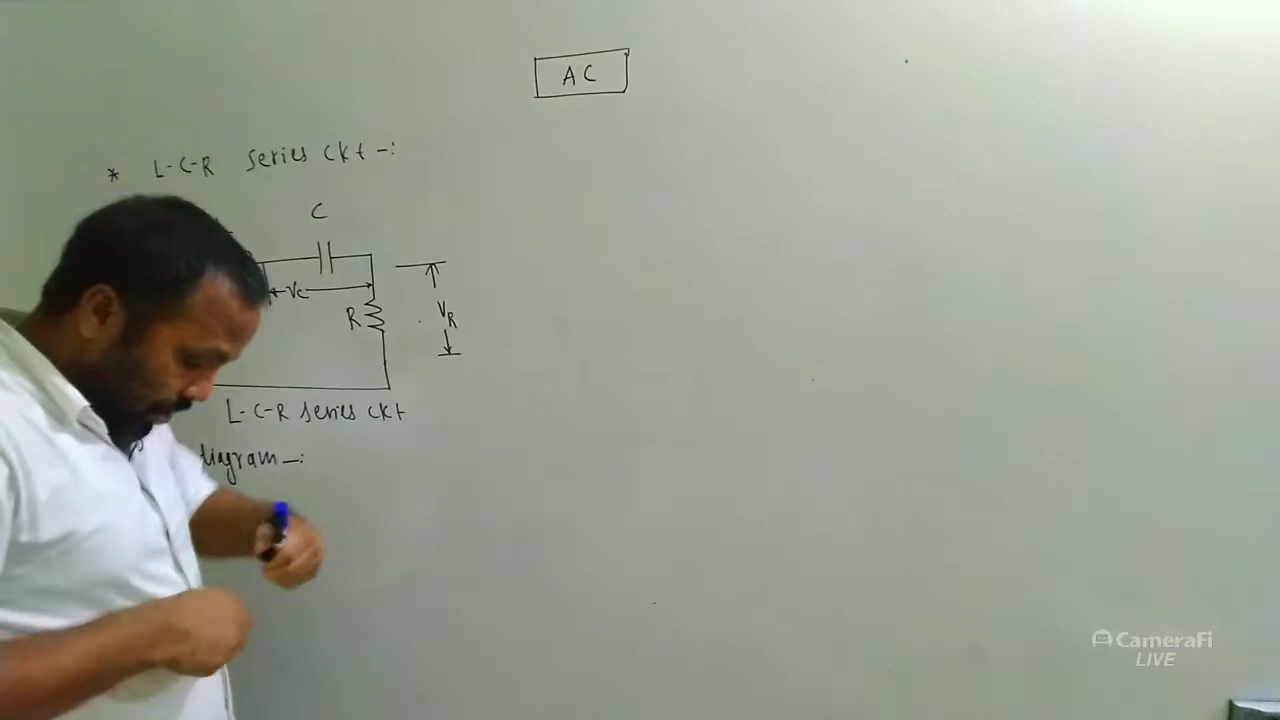 AC
* L-C-R series ckt -:
C
Vc
R
VR
L-C-R series ckt
diagram -:
CameraFi
LIVE